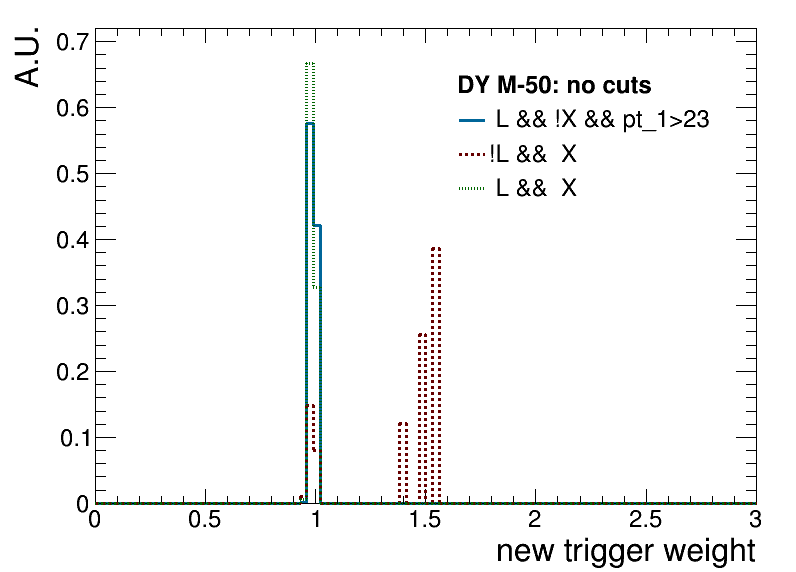 A.U.
0.7
0.6
0.5
0.4
0.3
0.2
0.1
0
DY M-50: no cuts
L && !X && pt_1>23
!L && X
L && X
0 0.5 1 1.5 2 2.5 3
new trigger weight